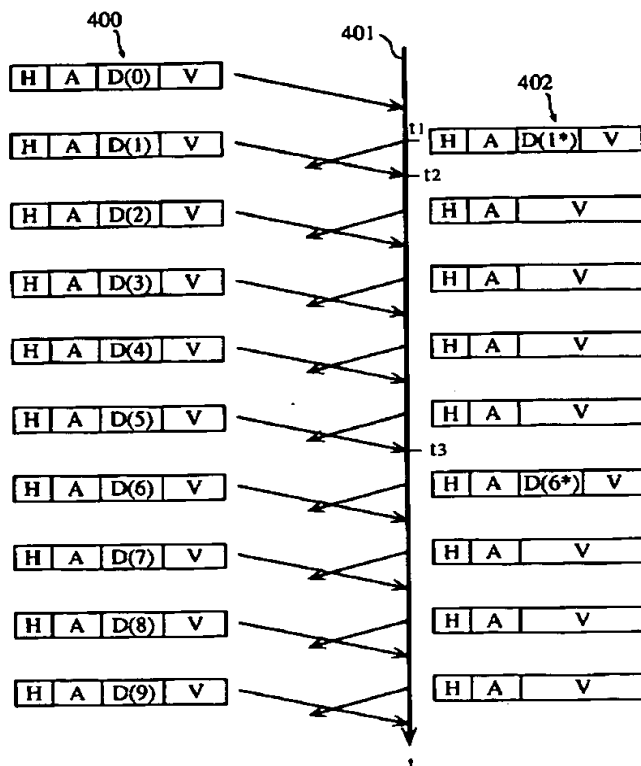 400
401
H A D(0) V
402
t1
H A D(1) V
H A D(1*) V
t2
H A D(2) V
H A V
H A D(3) V
H A V
H A D(4) V
H A V
H A D(5) V
H A V
t3
H A D(6) V
H A D(6*) V
H A D(7) V
H A V
H A D(8) V
H A V
H A D(9) V
H A V
t